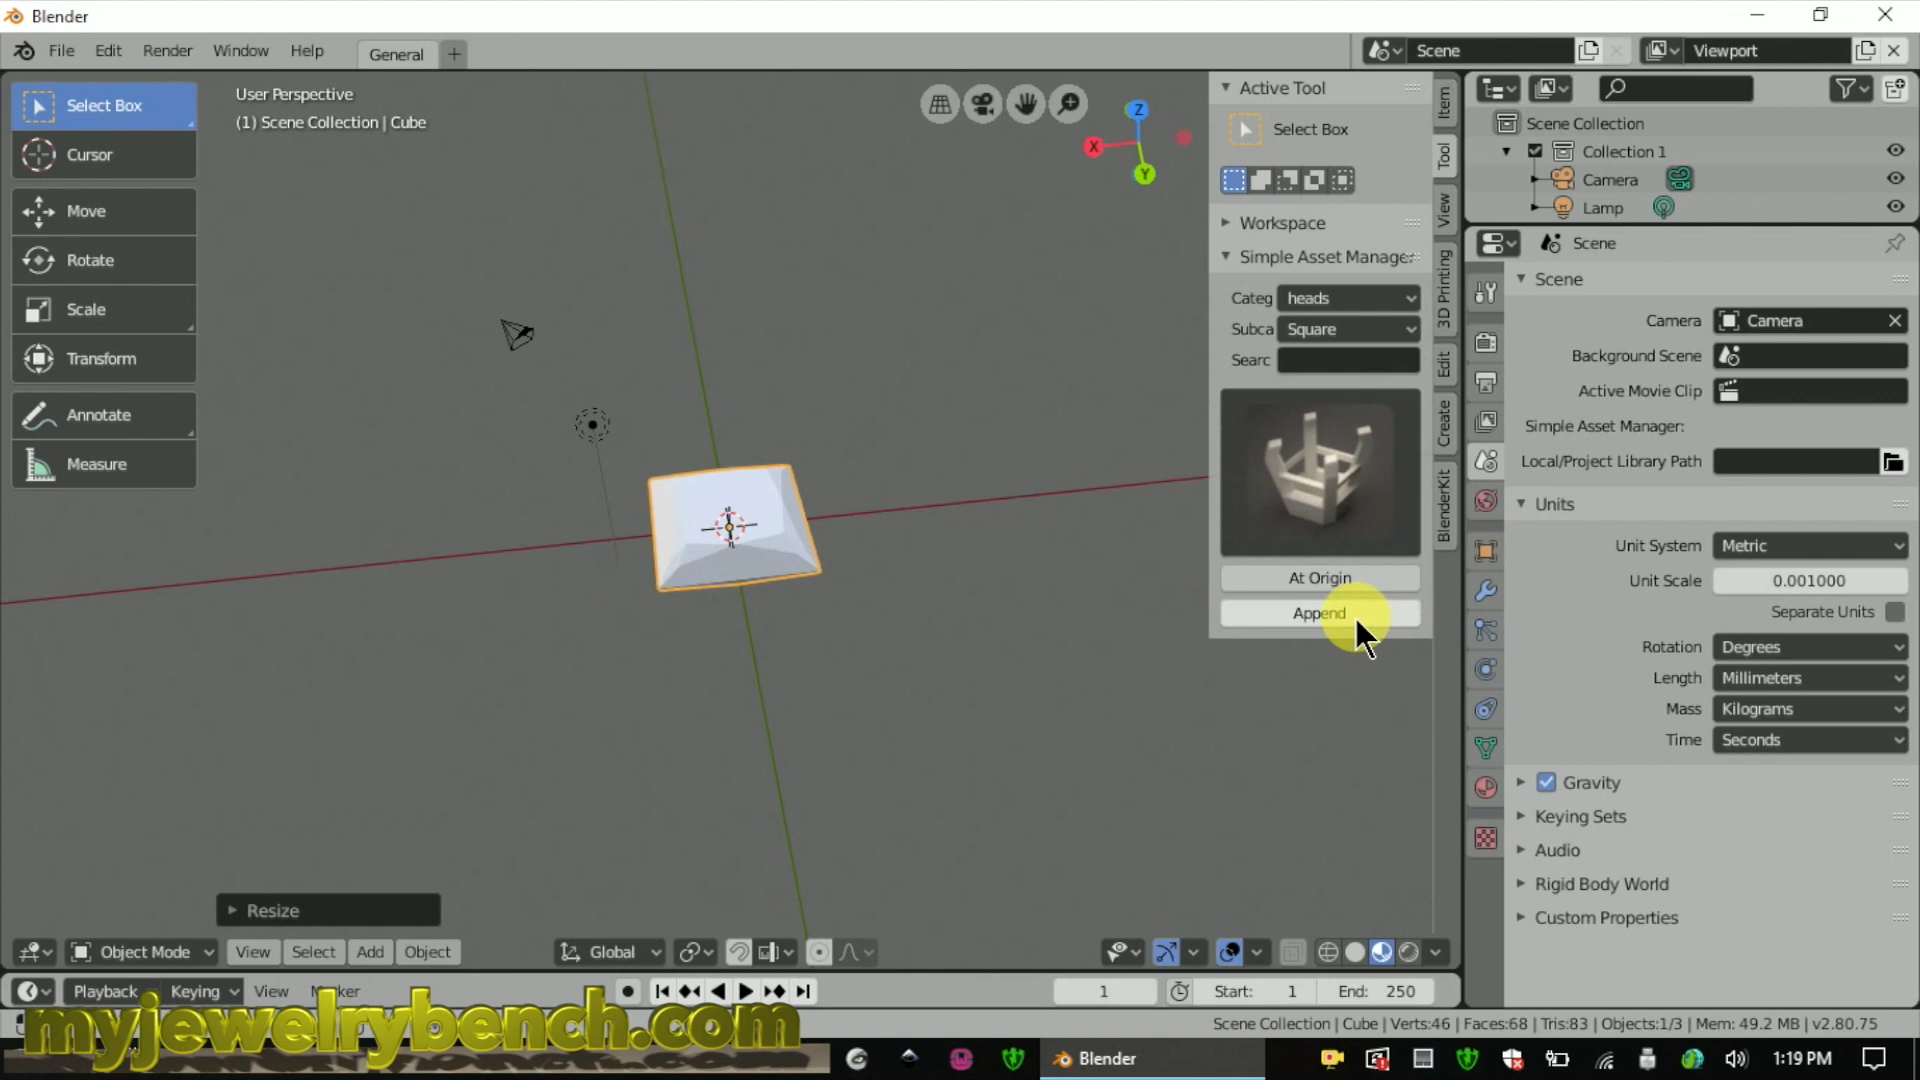 Blender
File Edit Render Window Help General + Scene Viewport
Select Box
Cursor
Move
Rotate
Scale
Transform
Annotate
Measure
User Perspective
(1) Scene Collection | Cube
Z
X
Y
Active Tool
Select Box
Workspace
Simple Asset Manager
Categ heads
Subca Square
Searc
At Origin
Append
Item
Tool
View
3D Printing
Edit
Create
BlenderKit
Scene Collection
Collection 1
Camera
Lamp
Scene
Scene
Camera Camera
Background Scene
Active Movie Clip
Simple Asset Manager:
Local/Project Library Path
Units
Unit System Metric
Unit Scale 0.001000
Separate Units
Rotation Degrees
Length Millimeters
Mass Kilograms
Time Seconds
Gravity
Keying Sets
Audio
Rigid Body World
Custom Properties
Resize
Object Mode View Select Add Object Global
Playback Keying View Marker 1 Start: 1 End: 250
myjewelrybench.com
Scene Collection | Cube | Verts:46 | Faces:68 | Tris:83 | Objects:1/3 | Mem: 49.2 MB | v2.80.75
Blender
1:19 PM